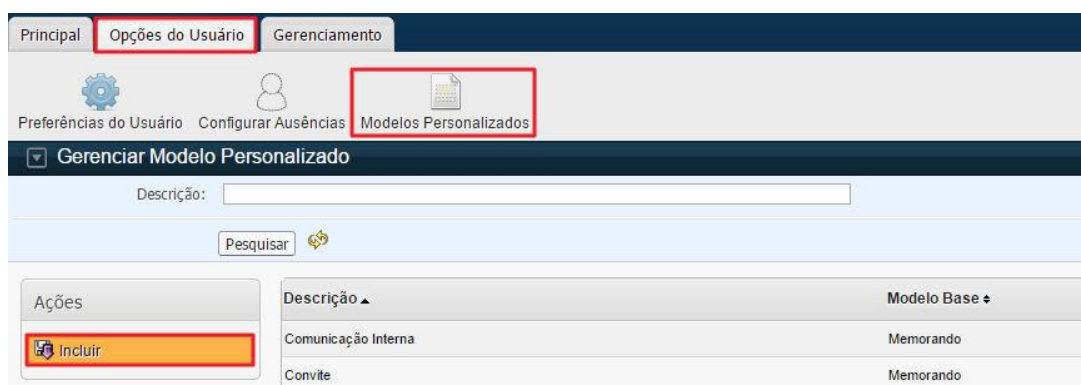 Principal Opções do Usuário Gerenciamento
Preferências do Usuário Configurar Ausências Modelos Personalizados
Gerenciar Modelo Personalizado
Descrição:
Pesquisar
Ações
Incluir
Descrição Modelo Base
Comunicação Interna Memorando
Convite Memorando